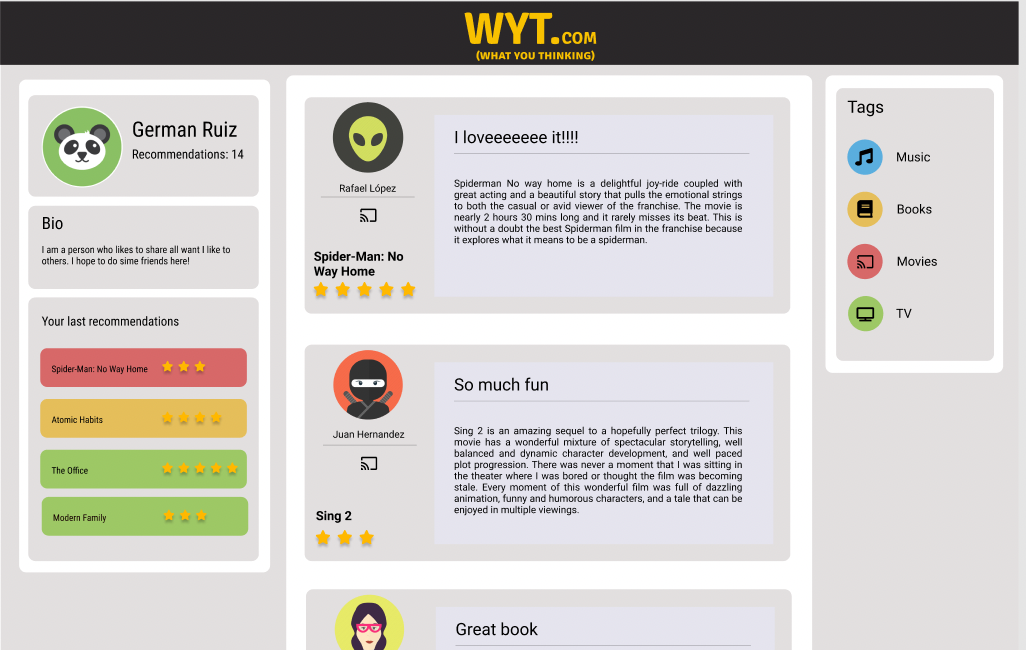 WYT.COM
(WHAT YOU THINKING)
German Ruiz
Recommendations: 14
Bio
I am a person who likes to share all want I like to
others. I hope to do sime friends here!
Your last recommendations
Spider-Man: No Way Home
Atomic Habits
The Office
Modern Family
Rafael López
Spider-Man: No
Way Home
I loveeeeeee it!!!!
Spiderman No way home is a delightful joy-ride coupled with
great acting and a beautiful story that pulls the emotional strings
to both the casual or avid viewer of the franchise. The movie is
nearly 2 hours 30 mins long and it rarely misses its beat. This is
without a doubt the best Spiderman film in the franchise because
it explores what it means to be a spiderman.
Juan Hernandez
Sing 2
So much fun
Sing 2 is an amazing sequel to a hopefully perfect trilogy. This
movie has a wonderful mixture of spectacular storytelling, well
balanced and dynamic character development, and well paced
plot progression. There was never a moment that I was sitting in
the theater where I was bored or thought the film was becoming
stale. Every moment of this wonderful film was full of dazzling
animation, funny and humorous characters, and a tale that can be
enjoyed in multiple viewings.
Great book
Tags
Music
Books
Movies
TV